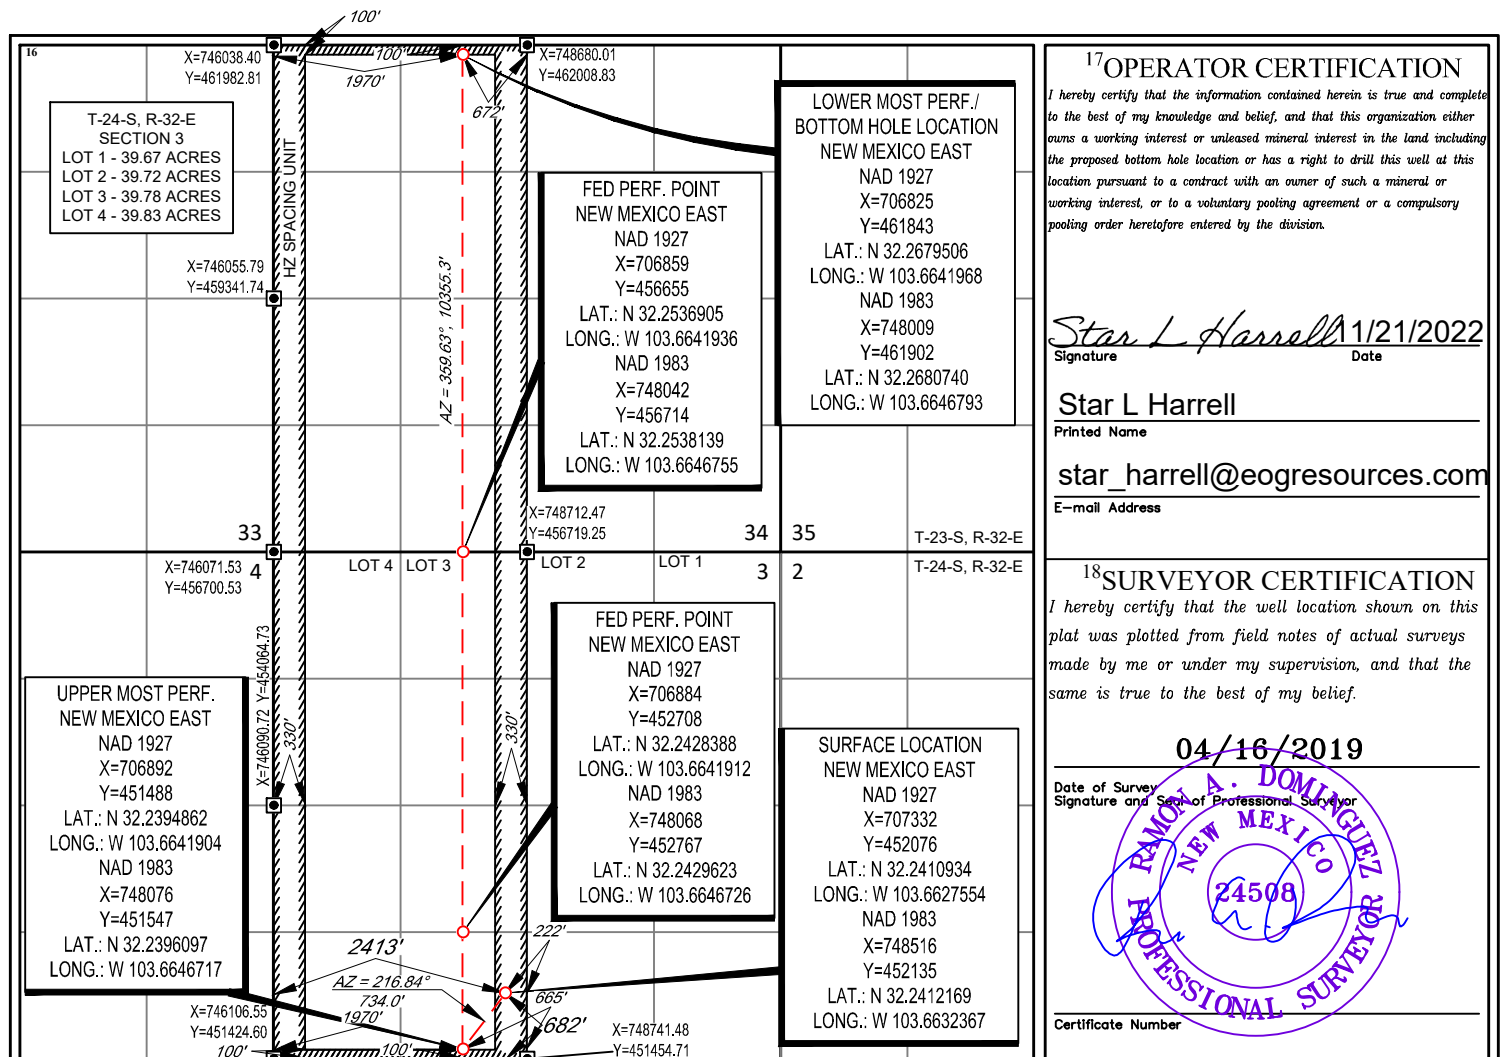 16
100'
X=746038.40
Y=461982.81
100'
1970'
672'
X=748680.01
Y=462008.83
T-24-S, R-32-E
SECTION 3
LOT 1 - 39.67 ACRES
LOT 2 - 39.72 ACRES
LOT 3 - 39.78 ACRES
LOT 4 - 39.83 ACRES
HZ SPACING UNIT
X=746055.79
Y=459341.74
AZ = 359.63°, 10355.3'
FED PERF. POINT
NEW MEXICO EAST
NAD 1927
X=706859
Y=456655
LAT.: N 32.2536905
LONG.: W 103.6641936
NAD 1983
X=748042
Y=456714
LAT.: N 32.2538139
LONG.: W 103.6646755
LOWER MOST PERF./
BOTTOM HOLE LOCATION
NEW MEXICO EAST
NAD 1927
X=706825
Y=461843
LAT.: N 32.2679506
LONG.: W 103.6641968
NAD 1983
X=748009
Y=461902
LAT.: N 32.2680740
LONG.: W 103.6646793
X=748712.47
Y=456719.25
33
34
35
T-23-S, R-32-E
X=746071.53
Y=456700.53
4
LOT 4
LOT 3
LOT 2
LOT 1
3
2
T-24-S, R-32-E
X=746090.72 Y=454064.73
330'
330'
UPPER MOST PERF.
NEW MEXICO EAST
NAD 1927
X=706892
Y=451488
LAT.: N 32.2394862
LONG.: W 103.6641904
NAD 1983
X=748076
Y=451547
LAT.: N 32.2396097
LONG.: W 103.6646717
FED PERF. POINT
NEW MEXICO EAST
NAD 1927
X=706884
Y=452708
LAT.: N 32.2428388
LONG.: W 103.6641912
NAD 1983
X=748068
Y=452767
LAT.: N 32.2429623
LONG.: W 103.6646726
SURFACE LOCATION
NEW MEXICO EAST
NAD 1927
X=707332
Y=452076
LAT.: N 32.2410934
LONG.: W 103.6627554
NAD 1983
X=748516
Y=452135
LAT.: N 32.2412169
LONG.: W 103.6632367
2413'
222'
AZ = 216.84°
734.0'
1970'
665'
682'
X=746106.55
Y=451424.60
100'
100'
X=748741.48
Y=451454.71
17OPERATOR CERTIFICATION
I hereby certify that the information contained herein is true and complete
to the best of my knowledge and belief, and that this organization either
owns a working interest or unleased mineral interest in the land including
the proposed bottom hole location or has a right to drill this well at this
location pursuant to a contract with an owner of such a mineral or
working interest, or to a voluntary pooling agreement or a compulsory
pooling order heretofore entered by the division.
Star L Harrell 11/21/2022
Signature Date
Star L Harrell
Printed Name
star_harrell@eogresources.com
E-mail Address
18SURVEYOR CERTIFICATION
I hereby certify that the well location shown on this
plat was plotted from field notes of actual surveys
made by me or under my supervision, and that the
same is true to the best of my belief.
04/16/2019
Date of Survey
Signature and Seal of Professional Surveyor
RAMON A. DOMINGUEZ
NEW MEXICO
24508
PROFESSIONAL SURVEYOR
Certificate Number